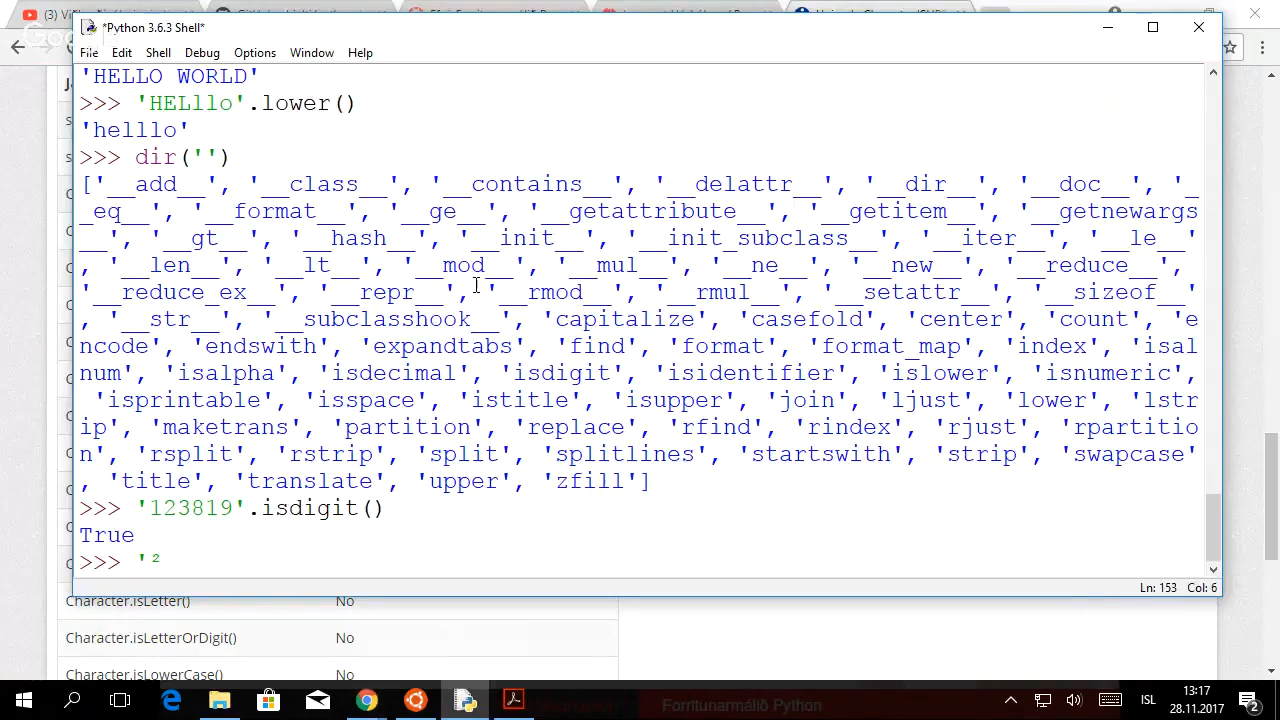 *Python 3.6.3 Shell*
File Edit Shell Debug Options Window Help
'HELLO WORLD'
>>> 'HELllo'.lower()
'helllo'
>>> dir('')
['__add__', '__class__', '__contains__', '__delattr__', '__dir__', '__doc__', '_
_eq__', '__format__', '__ge__', '__getattribute__', '__getitem__', '__getnewargs
__', '__gt__', '__hash__', '__init__', '__init_subclass__', '__iter__', '__le__'
, '__len__', '__lt__', '__mod__', '__mul__', '__ne__', '__new__', '__reduce__',
'__reduce_ex__', '__repr__', '__rmod__', '__rmul__', '__setattr__', '__sizeof__'
, '__str__', '__subclasshook__', 'capitalize', 'casefold', 'center', 'count', 'e
ncode', 'endswith', 'expandtabs', 'find', 'format', 'format_map', 'index', 'isal
num', 'isalpha', 'isdecimal', 'isdigit', 'isidentifier', 'islower', 'isnumeric',
'isprintable', 'isspace', 'istitle', 'isupper', 'join', 'ljust', 'lower', 'lstr
ip', 'maketrans', 'partition', 'replace', 'rfind', 'rindex', 'rjust', 'rpartitio
n', 'rsplit', 'rstrip', 'split', 'splitlines', 'startswith', 'strip', 'swapcase'
, 'title', 'translate', 'upper', 'zfill']
>>> '123819'.isdigit()
True
>>> '²
Ln: 153 Col: 6
Character.isLetter() No
Character.isLetterOrDigit() No
Character.isLowerCase() No
Forritunarmálið Python
ISL
13:17
28.11.2017
2